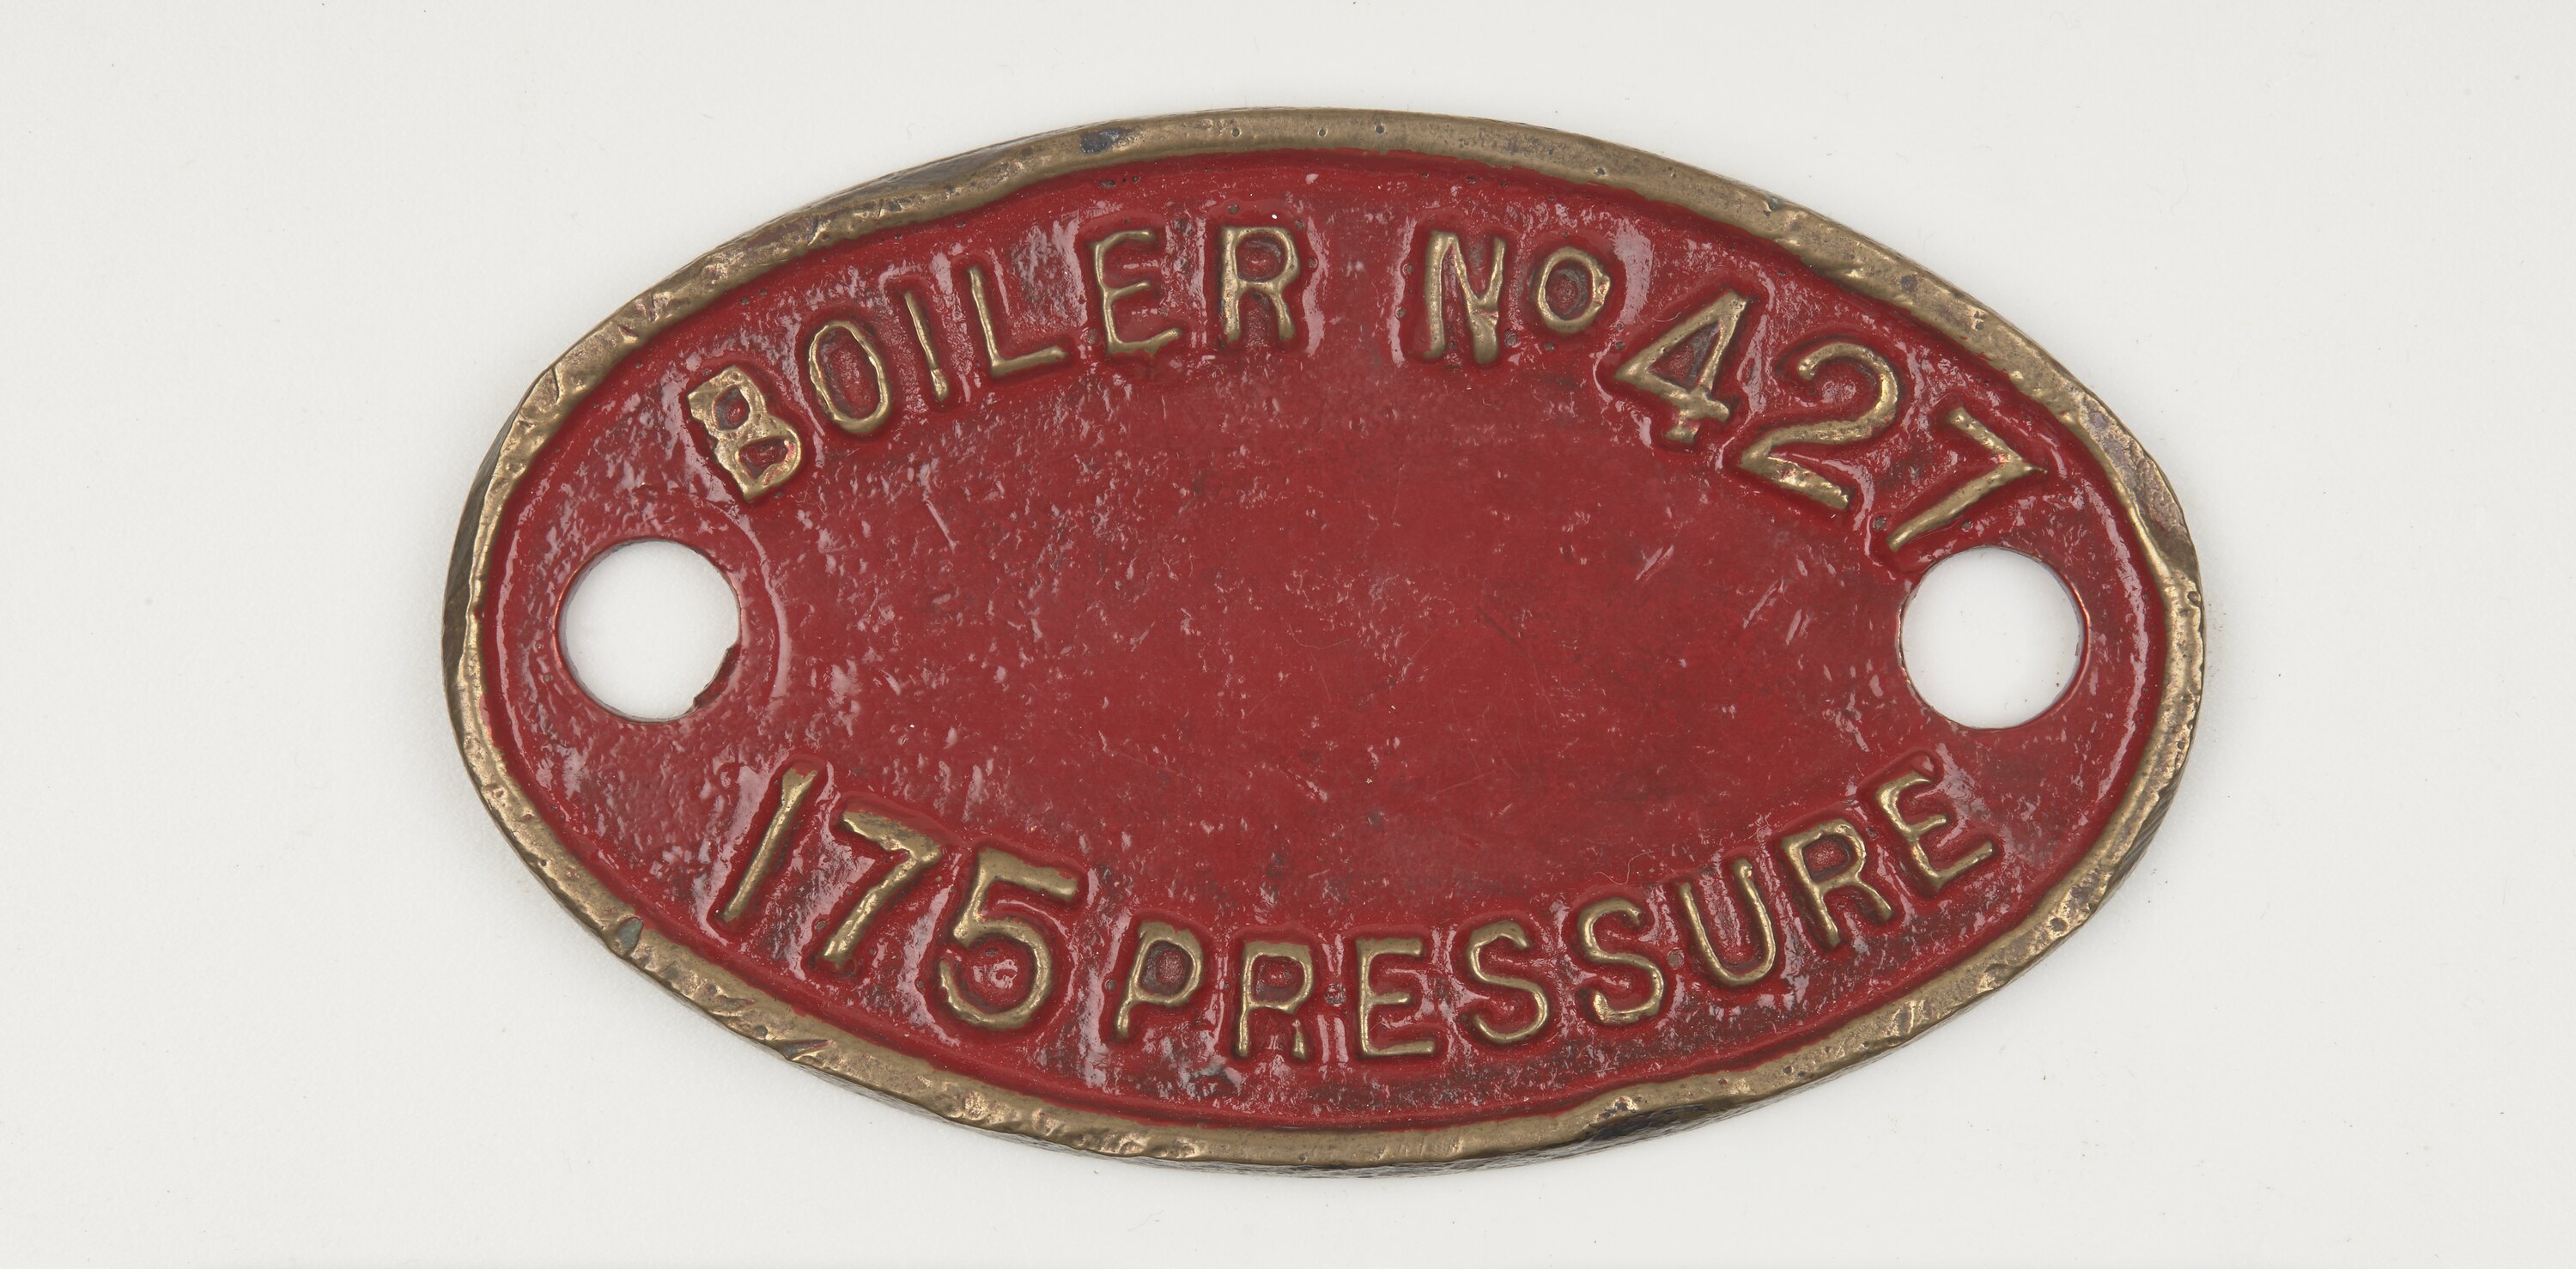 BOILER No 427
175 PRESSURE